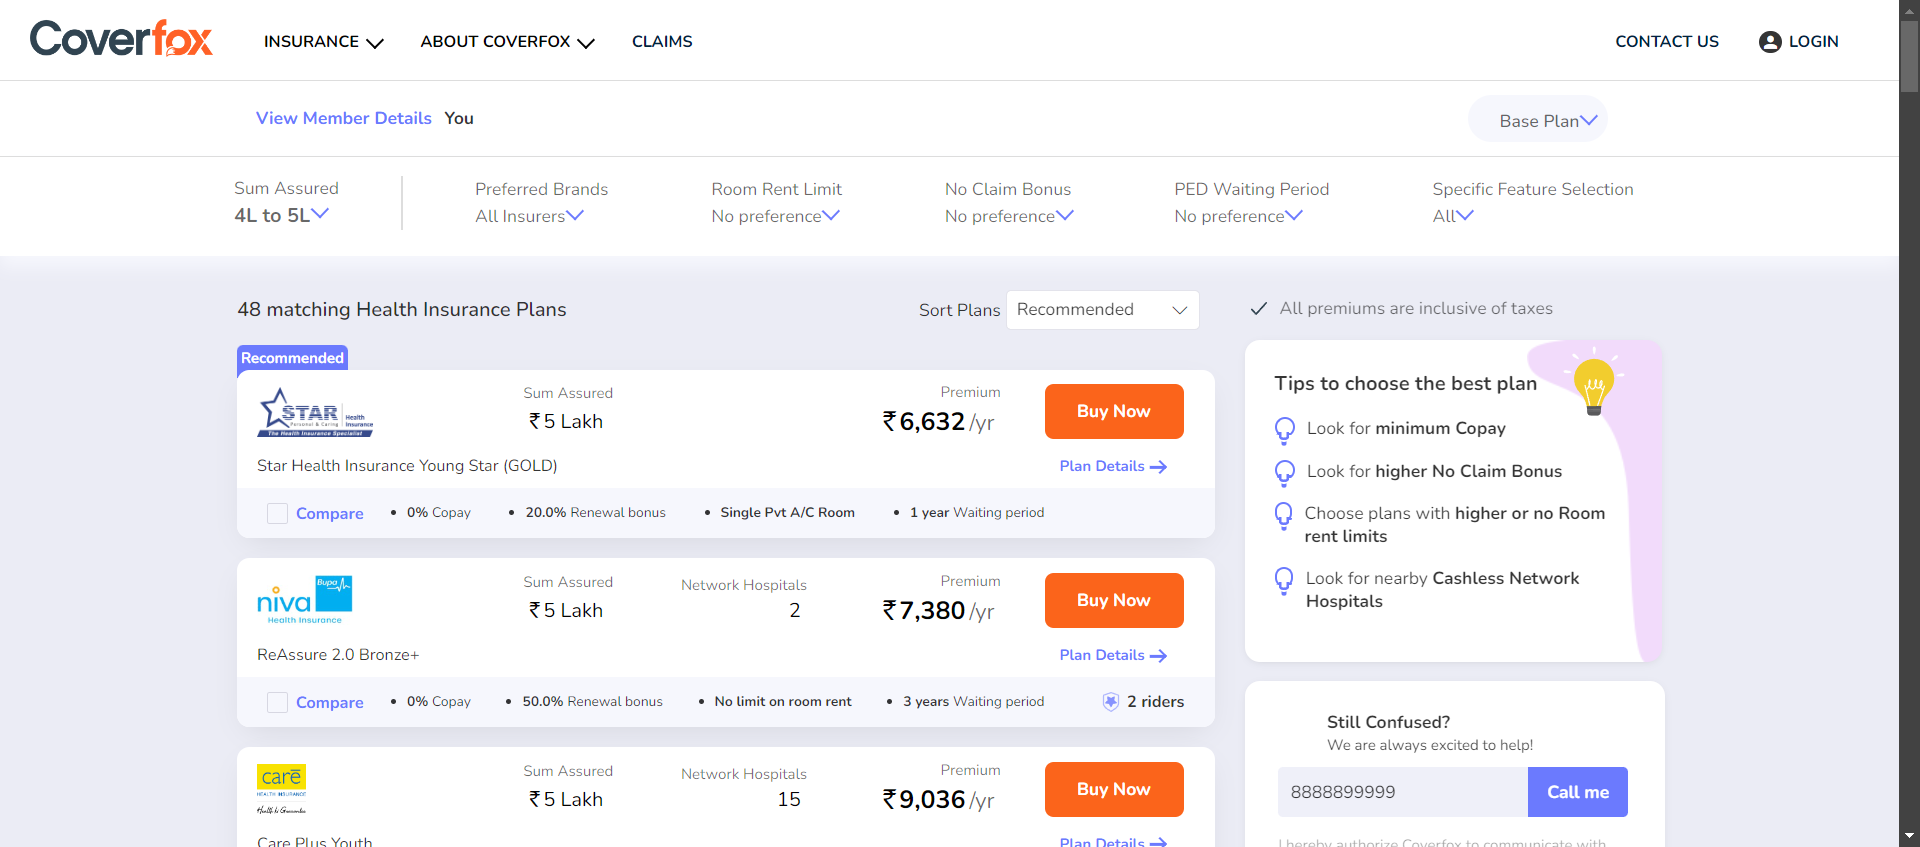 Coverfox
INSURANCE
ABOUT COVERFOX
CLAIMS
CONTACT US
LOGIN
View Member Details You
Base Plan
Sum Assured
4L to 5L
Preferred Brands
All Insurers
Room Rent Limit
No preference
No Claim Bonus
No preference
PED Waiting Period
No preference
Specific Feature Selection
All
48 matching Health Insurance Plans
Sort Plans
Recommended
All premiums are inclusive of taxes
Recommended
STAR Health Insurance
Personal & Caring
The Health Insurance Specialist
Sum Assured
₹5 Lakh
Premium
₹6,632/yr
Buy Now
Star Health Insurance Young Star (GOLD)
Plan Details
Compare
• 0% Copay
• 20.0% Renewal bonus
• Single Pvt A/C Room
• 1 year Waiting period
niva Bupa
Health Insurance
Sum Assured
₹5 Lakh
Network Hospitals
2
Premium
₹7,380/yr
Buy Now
ReAssure 2.0 Bronze+
Plan Details
Compare
• 0% Copay
• 50.0% Renewal bonus
• No limit on room rent
• 3 years Waiting period
2 riders
care
HEALTH INSURANCE
Sum Assured
₹5 Lakh
Network Hospitals
15
Premium
₹9,036/yr
Buy Now
Care Plus Youth
Plan Details
Tips to choose the best plan
Look for minimum Copay
Look for higher No Claim Bonus
Choose plans with higher or no Room
rent limits
Look for nearby Cashless Network
Hospitals
Still Confused?
We are always excited to help!
8888899999
Call me
I hereby authorize Coverfox to communicate with